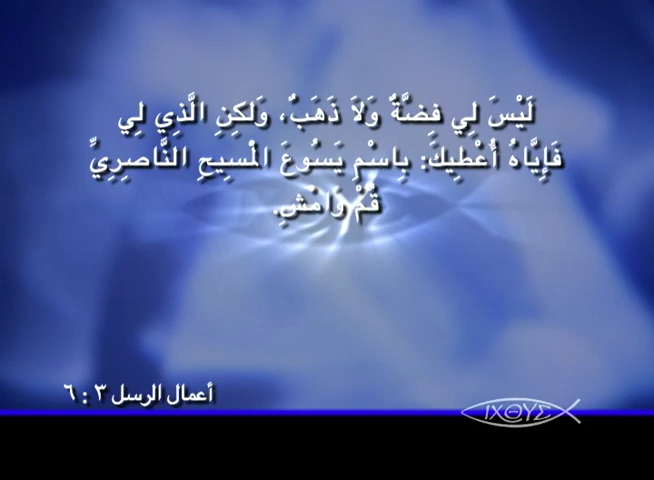 لَيْسَ لِي فِضَّةٌ وَلاَ ذَهَبٌ، وَلكِنِ الَّذِي لِي
فَإِيَّاهُ أُعْطِيكَ: بِاسْمِ يَسُوعَ الْمَسِيحِ النَّاصِرِيِّ
قُمْ وَامْشِ.
أعمال الرسل ٣ : ٦
ΙΧΘΥΣ